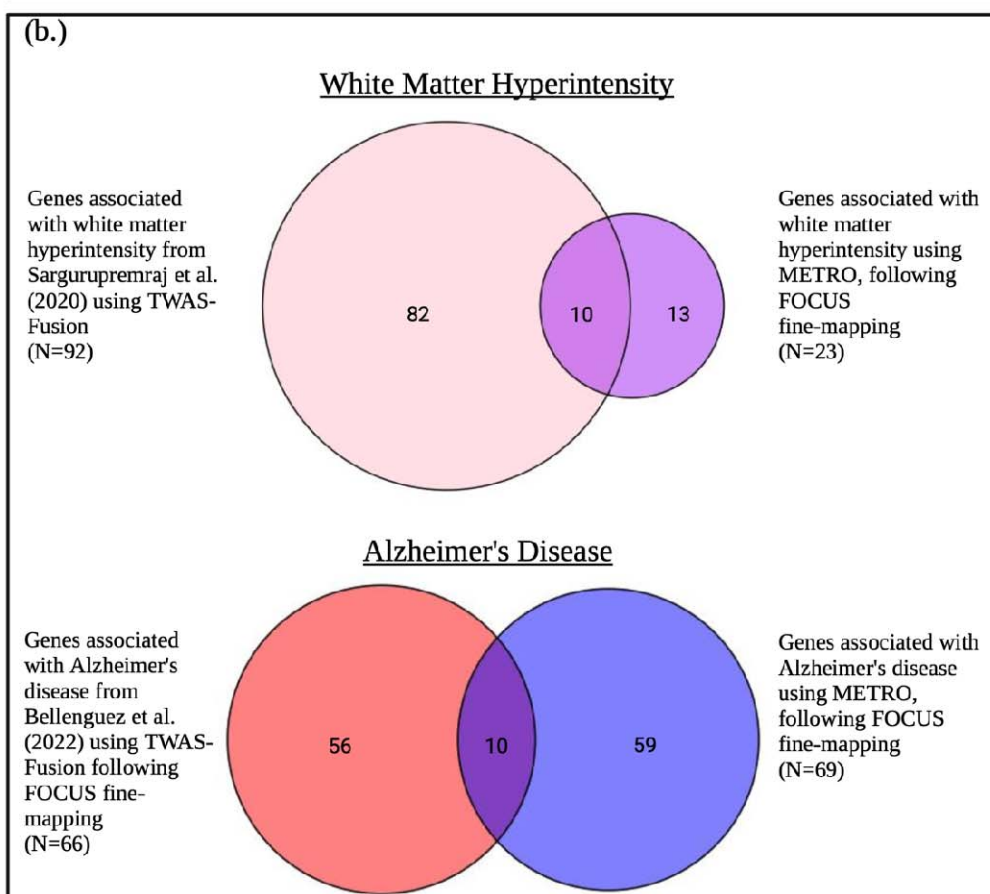 (b.)
White Matter Hyperintensity
Genes associated
with white matter
hyperintensity from
Sargurupremraj et al.
(2020) using TWAS-
Fusion
(N=92)
82
10
13
Genes associated with
white matter
hyperintensity using
METRO, following
FOCUS
fine-mapping
(N=23)
Alzheimer's Disease
Genes associated
with Alzheimer's
disease from
Bellenguez et al.
(2022) using TWAS-
Fusion following
FOCUS fine-
mapping
(N=66)
56
10
59
Genes associated with
Alzheimer's disease
using METRO,
following FOCUS
fine-mapping
(N=69)